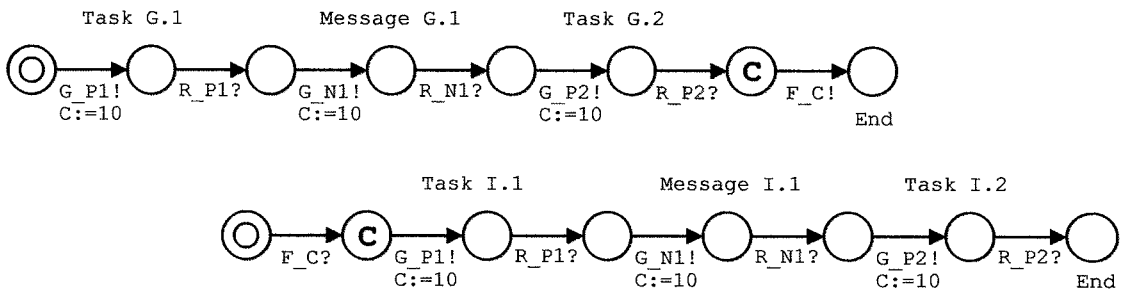 Task G.1 Message G.1 Task G.2
C
G_P1! R_P1? G_N1! R_N1? G_P2! R_P2? F_C!
C:=10 C:=10 C:=10
End
Task I.1 Message I.1 Task I.2
C
F_C? G_P1! R_P1? G_N1! R_N1? G_P2! R_P2?
C:=10 C:=10 C:=10 End